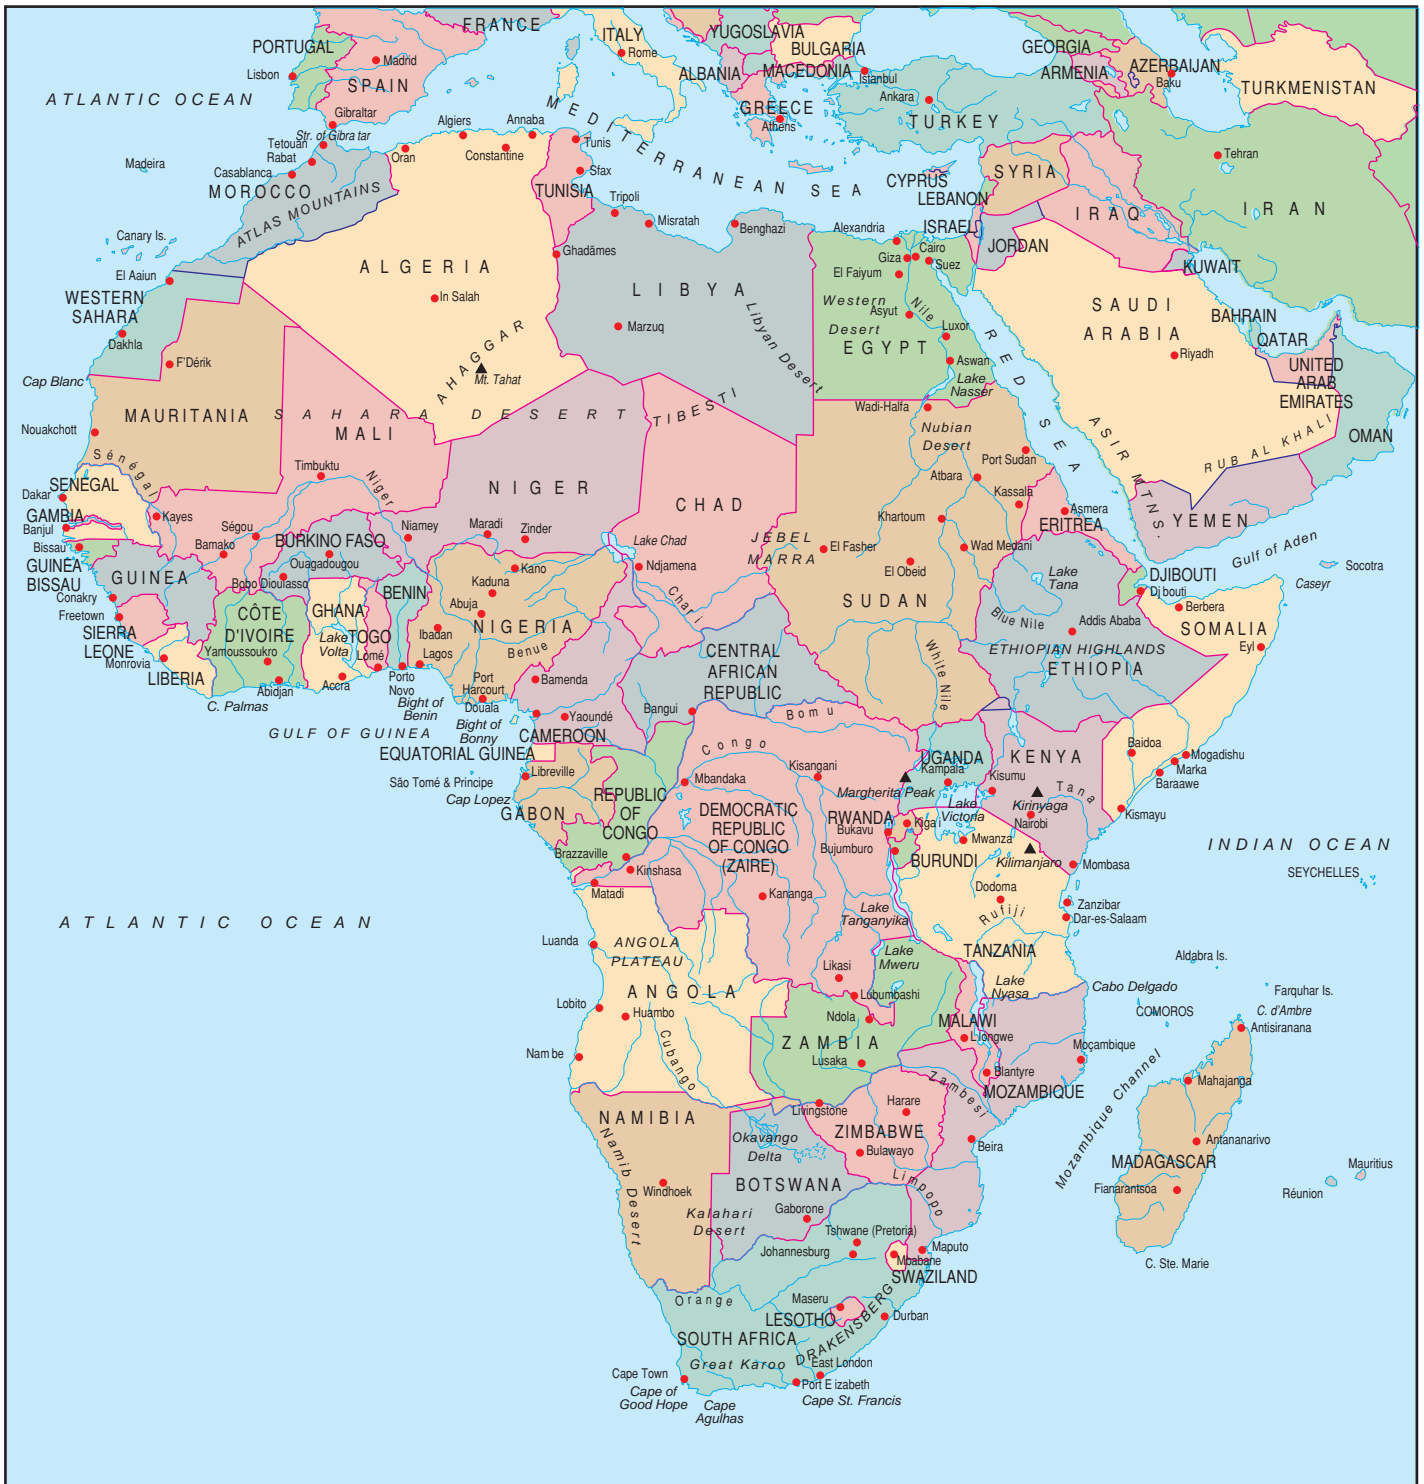 FRANCE
ITALY
Rome
YUGOSLAVIA
BULGARIA
PORTUGAL
Lisbon
Madrid
SPAIN
Gibraltar
Str. of Gibra tar
ALBANIA
MACEDONIA
Istanbul
GREECE
Athens
Ankara
TURKEY
GEORGIA
ARMENIA
AZERBAIJAN
Baku
TURKMENISTAN
ATLANTIC OCEAN
MEDITERRANEAN SEA
Tehran
IRAN
SYRIA
CYPRUS
LEBANON
IRAQ
ISRAEL
JORDAN
KUWAIT
Madeira
Tetouan
Rabat
Casablanca
MOROCCO
ATLAS MOUNTAINS
Oran
Algiers
Constantine
Annaba
Tunis
Sfax
TUNISIA
Tripoli
Misratah
Benghazi
Ghadāmes
Canary Is.
El Aaiun
WESTERN
SAHARA
Dakhla
ALGERIA
In Salah
AHAGGAR
Mt. Tahat
LIBYA
Marzuq
Libyan Desert
Alexandria
Cairo
Giza
Suez
El Faiyum
Western
Desert
Asyut
Nile
Luxor
EGYPT
Aswan
Lake
Nasser
RED SEA
SAUDI
ARABIA
Riyadh
BAHRAIN
QATAR
UNITED
ARAB
EMIRATES
OMAN
RUB AL KHALI
ASIR MTNS.
YEMEN
Gulf of Aden
Socotra
Caseyr
Cap Blanc
F'Dérik
MAURITANIA
Nouakchott
SAHARA DESERT
MALI
Timbuktu
Niger
TIBESTI
NIGER
CHAD
Wadi-Halfa
Nubian
Desert
Port Sudan
Atbara
Kassala
Khartoum
Asmera
ERITREA
Sénégal
SENEGAL
Dakar
GAMBIA
Banjul
Bissau
GUINEA
BISSAU
Kayes
Ségou
Bamako
BURKINO FASO
Ouagadougou
Bobo Dioulasso
Niamey
Maradi
Zinder
Lake Chad
Ndjamena
Chari
JEBEL
MARRA
El Fasher
Wad Medani
El Obeid
SUDAN
Lake
Tana
Blue Nile
Addis Ababa
ETHIOPIAN HIGHLANDS
ETHIOPIA
DJIBOUTI
Dj bouti
Berbera
SOMALIA
Eyl
GUINEA
Conakry
Freetown
SIERRA
LEONE
Monrovia
LIBERIA
CÔTE
D'IVOIRE
Yamoussoukro
Abidjan
C. Palmas
GHANA
Lake
Volta
Accra
TOGO
Lomé
BENIN
Porto
Novo
Bight of
Benin
Kano
Kaduna
Abuja
NIGERIA
Ibadan
Lagos
Benue
Port
Harcourt
Douala
Bight of
Bonny
Bamenda
Yaoundé
CAMEROON
CENTRAL
AFRICAN
REPUBLIC
Bangui
Bomu
White Nile
GULF OF GUINEA
EQUATORIAL GUINEA
São Tomé & Principe
Libreville
Cap Lopez
GABON
REPUBLIC
OF
CONGO
Brazzaville
Congo
Mbandaka
Kisangani
DEMOCRATIC
REPUBLIC
OF CONGO
(ZAIRE)
Kinshasa
Matadi
Kananga
Likasi
Lubumbashi
UGANDA
Kampala
Margherita Peak
KENYA
Kisumu
Kirinyaga
Nairobi
Tana
Lake
Victoria
RWANDA
Kiga i
Bukavu
Bujumburo
BURUNDI
Mwanza
Kilimanjaro
Mombasa
Dodoma
Rufiji
Zanzibar
Dar-es-Salaam
TANZANIA
Lake
Tanganyika
Lake
Mweru
Lake
Nyasa
Baidoa
Mogadishu
Marka
Baraawe
Kismayu
INDIAN OCEAN
SEYCHELLES
Aldabra Is.
Farquhar Is.
C. d'Ambre
Antisiranana
Cabo Delgado
COMOROS
ATLANTIC OCEAN
Luanda
ANGOLA
PLATEAU
ANGOLA
Lobito
Huambo
Nam be
Cubango
Ndola
ZAMBIA
Lusaka
MALAWI
L longwe
Blantyre
Moçambique
MOZAMBIQUE
Mozambique Channel
Mahajanga
Antananarivo
MADAGASCAR
Fianarantsoa
C. Ste. Marie
Mauritius
Réunion
NAMIBIA
Namib Desert
Windhoek
Livingstone
Harare
Zambesi
ZIMBABWE
Bulawayo
Beira
Okavango
Delta
BOTSWANA
Kalahari
Desert
Gaborone
Limpopo
Tshwane (Pretoria)
Johannesburg
Maputo
Mbabane
SWAZILAND
Orange
Maseru
LESOTHO
DRAKENSBERG
Durban
SOUTH AFRICA
Great Karoo
East London
Port E izabeth
Cape St. Francis
Cape Town
Cape of
Good Hope
Cape
Agulhas